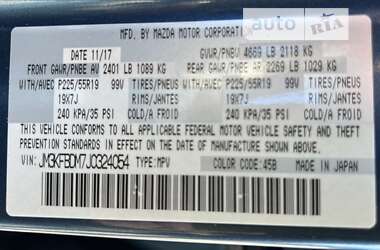 MFD. BY MAZDA MOTOR CORPORATION
AUTO RIA
DATE 11/17 GVWR/PNBV 4669 LB 2118 KG
FRONT GAWR/PNBE AV 2401 LB 1089 KG REAR GAWR/PNBE AR 2269 LB 1029 KG
WITH/AVEC P225/55R19 99V TIRES/PNEUS WITH/AVEC P225/55R19 99V TIRES/PNEUS
19X7J RIMS/JANTES 19X7J RIMS/JANTES
240 KPA/35 PSI COLD/A FROID 240 KPA/35 PSI COLD/A FROID
THIS VEHICLE CONFORMS TO ALL APPLICABLE FEDERAL MOTOR VEHICLE SAFETY, BUMPER, AND
THEFT PREVENTION STANDARDS IN EFFECT ON THE DATE OF MANUFACTURE
SHOWN ABOVE.
JM3KFBDM7J0324054 TYPE:MPV COLOR CODE:45B MADE IN JAPAN